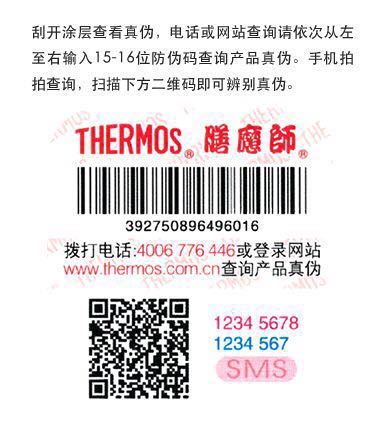 刮开涂层查看真伪，电话或网站查询请依次从左
至右输入15-16位防伪码查询产品真伪。手机拍
拍查询，扫描下方二维码即可辨别真伪。
THERMOS® 膳魔師®
392750896496016
拨打电话:4006 776 446或登录网站
www.thermos.com.cn查询产品真伪
1234 5678
1234 567
SMS